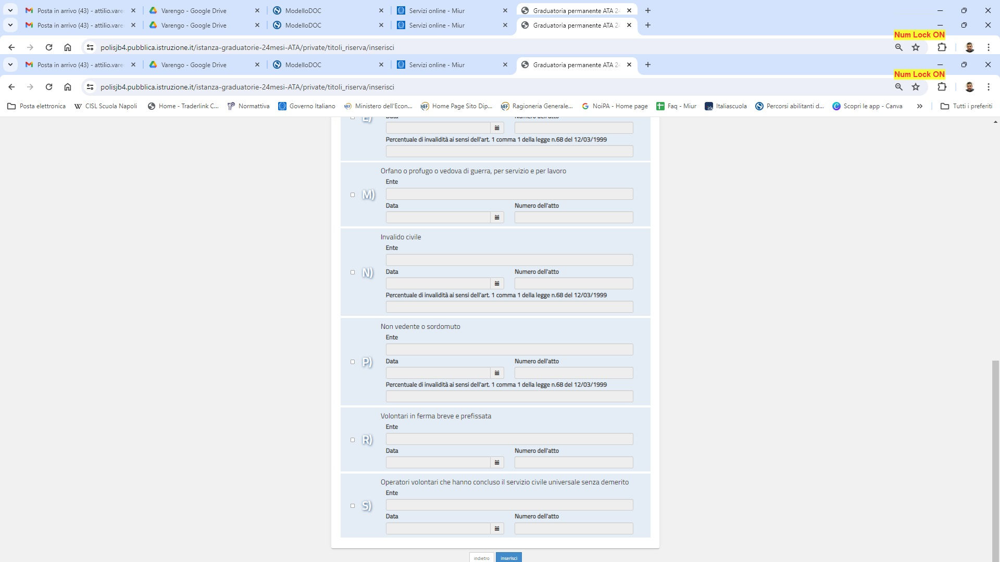 Posta in arrivo (43) - attilio.vare
Varengo - Google Drive
ModelloDOC
Servizi online - Miur
Graduatoria permanente ATA 24
Posta in arrivo (43) - attilio.vare
Varengo - Google Drive
ModelloDOC
Servizi online - Miur
Graduatoria permanente ATA 24
Num Lock ON
polisjb4.pubblica.istruzione.it/istanza-graduatorie-24mesi-ATA/private/titoli_riserva/inserisci
Posta in arrivo (43) - attilio.vare
Varengo - Google Drive
ModelloDOC
Servizi online - Miur
Graduatoria permanente ATA 24
Num Lock ON
polisjb4.pubblica.istruzione.it/istanza-graduatorie-24mesi-ATA/private/titoli_riserva/inserisci
Posta elettronica
CISL Scuola Napoli
Home - Traderlink C...
Normattiva
Governo Italiano
Ministero dell'Econ...
Home Page Sito Dip...
Ragioneria Generale...
NoiPA - Home page
Faq - Miur
Italiascuola
Percorsi abilitanti d...
Scopri le app - Canva
Tutti i preferiti
E)
Data
Numero dell'atto
Percentuale di invalidità ai sensi dell'art. 1 comma 1 della legge n.68 del 12/03/1999
Orfano o profugo o vedova di guerra, per servizio e per lavoro
Ente
M)
Data
Numero dell'atto
Invalido civile
Ente
N)
Data
Numero dell'atto
Percentuale di invalidità ai sensi dell'art. 1 comma 1 della legge n.68 del 12/03/1999
Non vedente o sordomuto
Ente
P)
Data
Numero dell'atto
Percentuale di invalidità ai sensi dell'art. 1 comma 1 della legge n.68 del 12/03/1999
Volontari in ferma breve e prefissata
Ente
R)
Data
Numero dell'atto
Operatori volontari che hanno concluso il servizio civile universale senza demerito
Ente
S)
Data
Numero dell'atto
indietro
inserisci